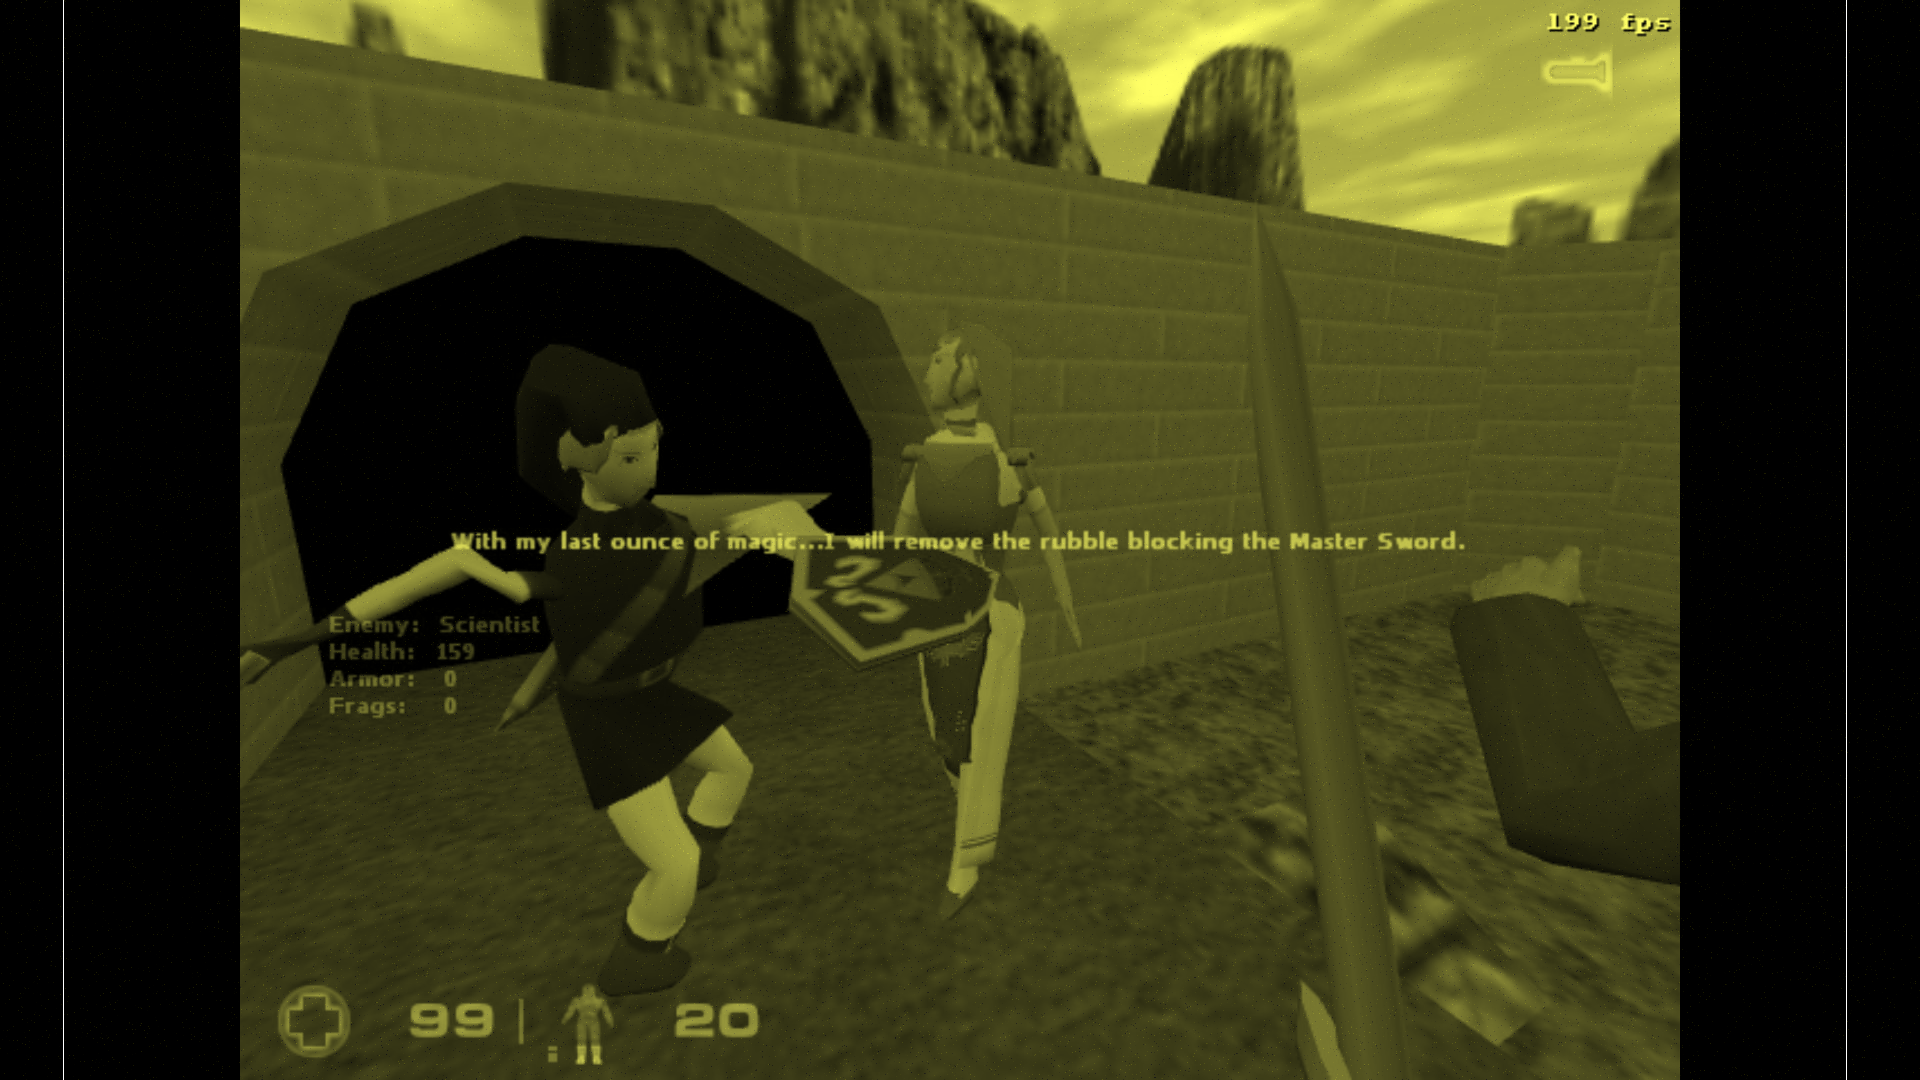 199 fps
With my last ounce of magic...I will remove the rubble blocking the Master Sword.
Enemy: Scientist
Health: 159
Armor: 0
Frags: 0
99 20